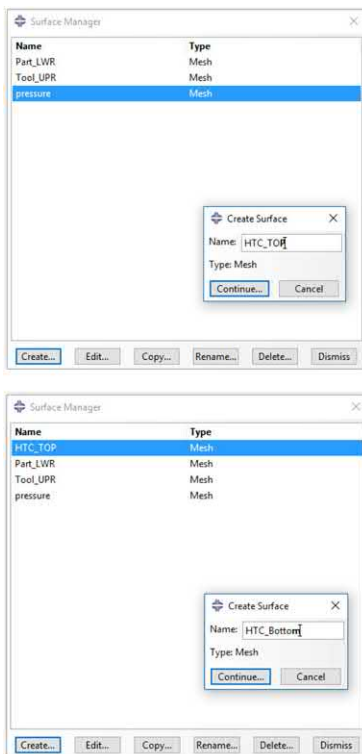 Surface Manager
Name Type
Part_LWR Mesh
Tool_UPR Mesh
pressure Mesh
Create Surface
Name: HTC_TOP
Type: Mesh
Continue... Cancel
Create... Edit... Copy... Rename... Delete... Dismiss
Surface Manager
Name Type
HTC_TOP Mesh
Part_LWR Mesh
Tool_UPR Mesh
pressure Mesh
Create Surface
Name: HTC_Bottom
Type: Mesh
Continue... Cancel
Create... Edit... Copy... Rename... Delete... Dismiss